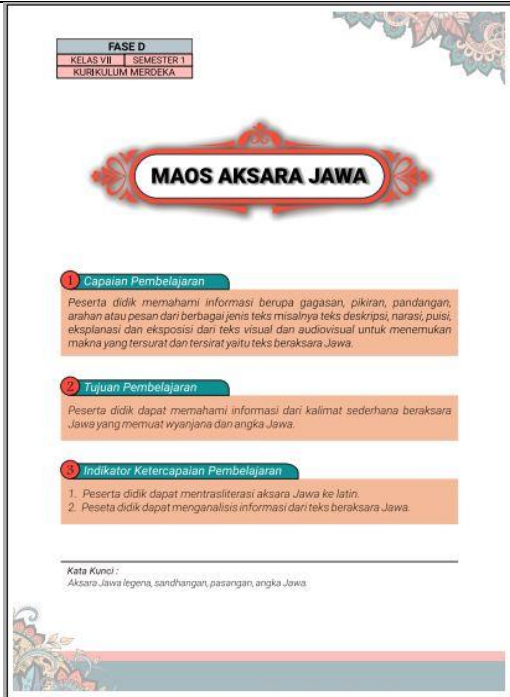 FASE D
KELAS VII SEMESTER 1
KURIKULUM MERDEKA
MAOS AKSARA JAWA
1 Capaian Pembelajaran
Peserta didik memahami informasi berupa gagasan, pikiran, pandangan,
arahan atau pesan dari berbagai jenis teks misalnya teks deskripsi, narasi, puisi,
eksplanasi dan eksposisi dari teks visual dan audiovisual untuk menemukan
makna yang tersurat dan tersirat yaitu teks beraksara Jawa.
2 Tujuan Pembelajaran
Peserta didik dapat memahami informasi dari kalimat sederhana beraksara
Jawa yang memuat wyanjana dan angka Jawa.
3 Indikator Ketercapaian Pembelajaran
1. Peserta didik dapat mentrasliterasi aksara Jawa ke latin.
2. Peseta didik dapat menganalisis informasi dari teks beraksara Jawa.
Kata Kunci :
Aksara Jawa legena, sandhangan, pasangan, angka Jawa.